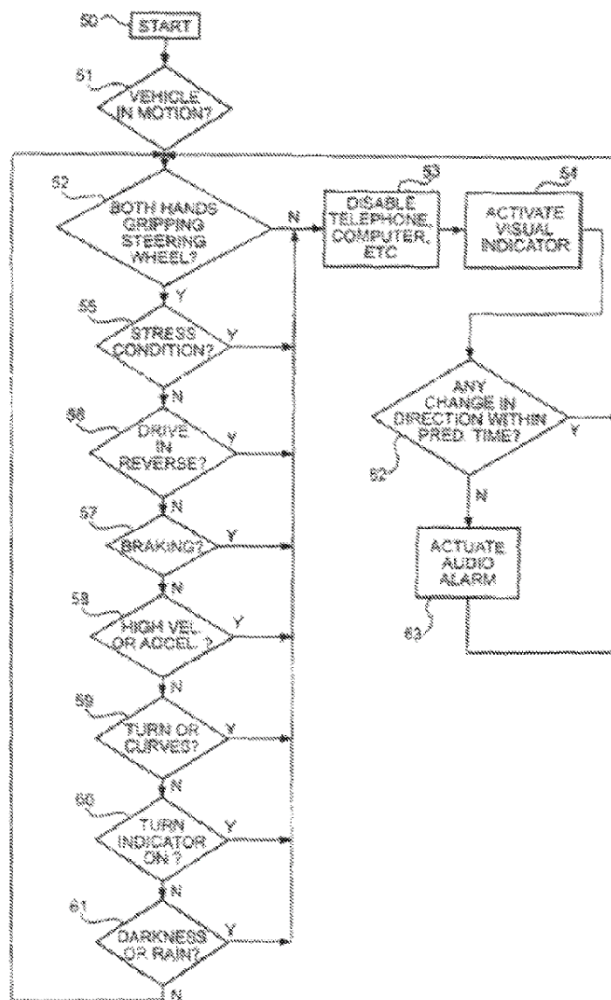 50
START
51
VEHICLE
IN MOTION?
52
BOTH HANDS
GRIPPING
STEERING
WHEEL?
N
Y
53
DISABLE
TELEPHONE,
COMPUTER,
ETC
54
ACTIVATE
VISUAL
INDICATOR
55
STRESS
CONDITION?
Y
N
56
DRIVE
IN
REVERSE?
Y
N
57
BRAKING?
Y
N
58
HIGH VEL.
OR ACCEL. ?
Y
N
59
TURN OR
CURVES?
Y
N
60
TURN
INDICATOR
ON ?
Y
N
61
DARKNESS
OR RAIN?
Y
N
ANY
CHANGE IN
DIRECTION WITHIN
PRED. TIME?
62
Y
N
ACTUATE
AUDIO
ALARM
63